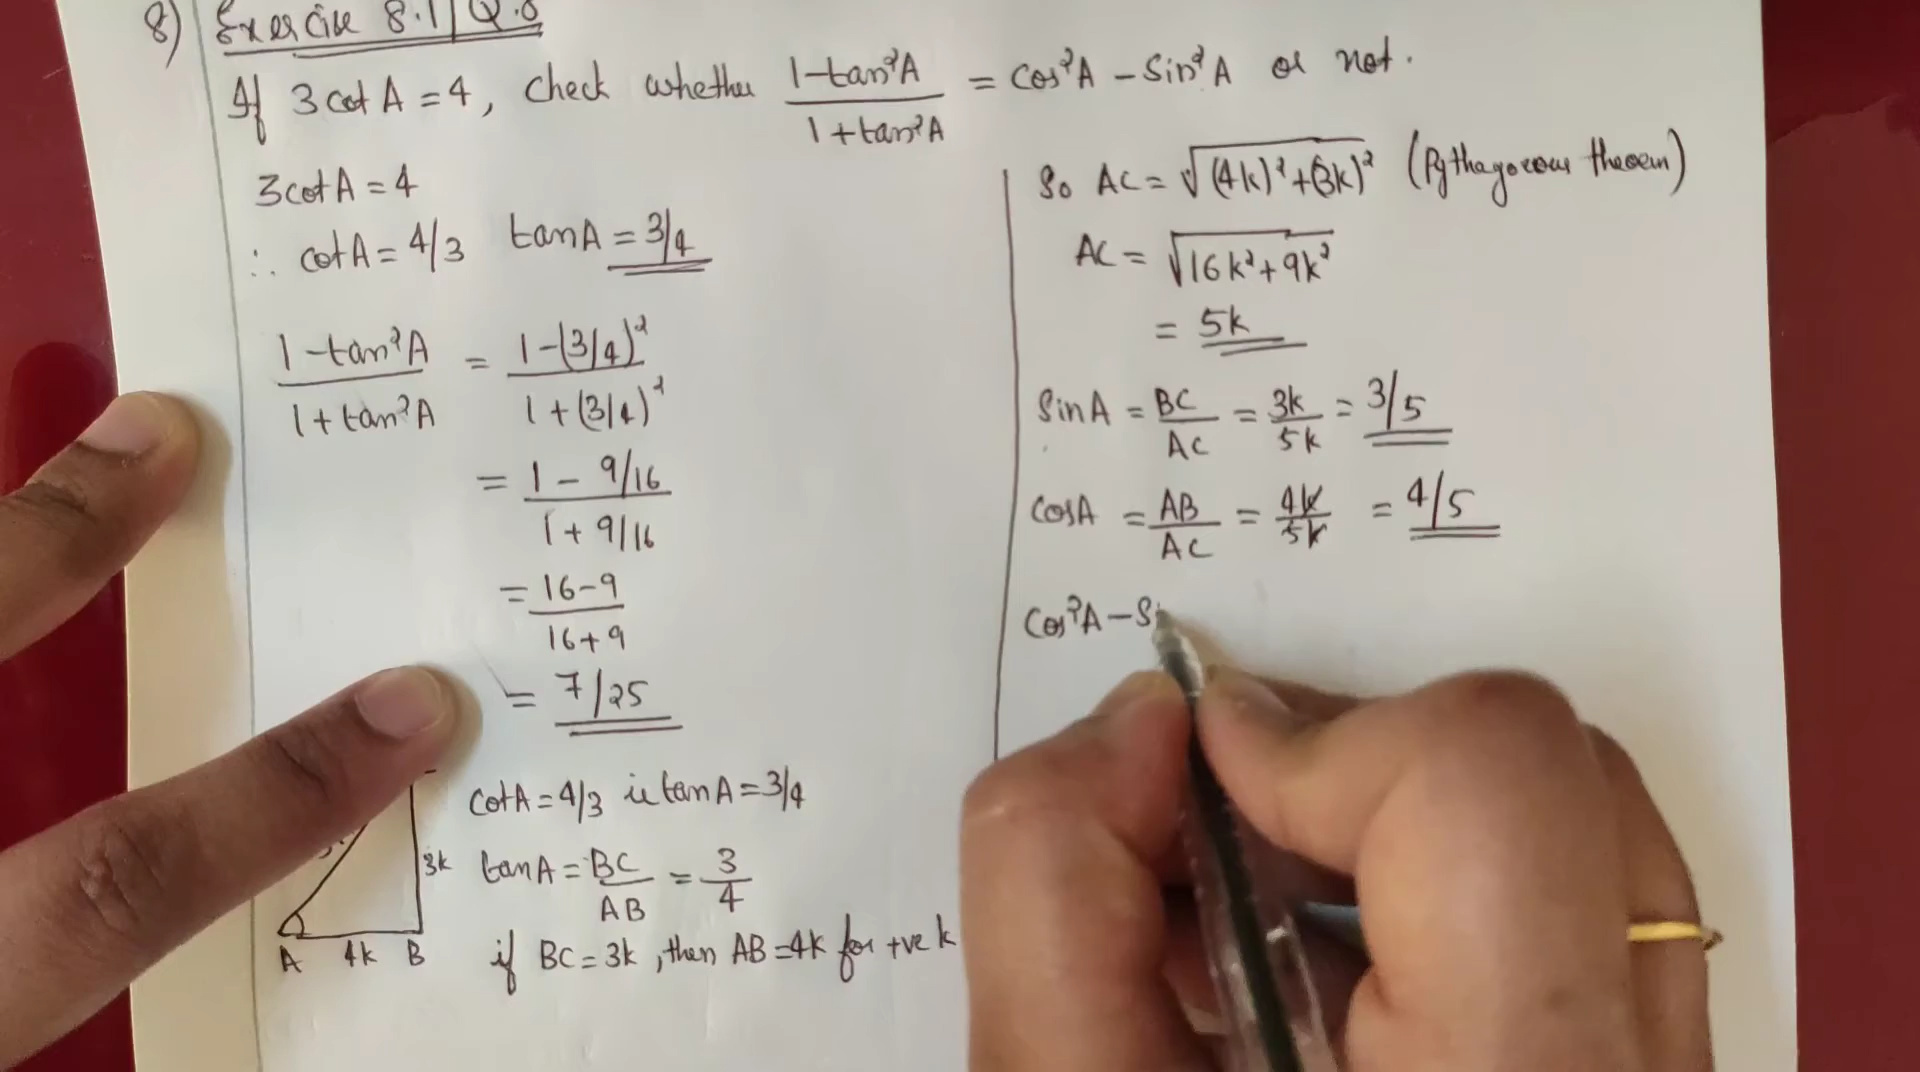 8) Exercise 8.1 | Q.8
If 3cot A = 4, Check whether (1-tan²A)/(1+tan²A) = Cos²A - Sin²A or not.
3cot A = 4
∴ cot A = 4/3 tan A = 3/4
(1-tan²A)/(1+tan²A) = (1-(3/4)²)/(1+(3/4)²)
= (1 - 9/16)/(1 + 9/16)
= (16-9)/(16+9)
= 7/25
cot A = 4/3 ie tan A = 3/4
3k
tan A = BC/AB = 3/4
A 4k B
if BC = 3k, then AB = 4k for +ve k
So AC = √(4k)²+(3k)² (Pythagorous theorem)
AC = √16k²+9k²
= 5k
Sin A = BC/AC = 3k/5k = 3/5
Cos A = AB/AC = 4k/5k = 4/5
Cos²A - S